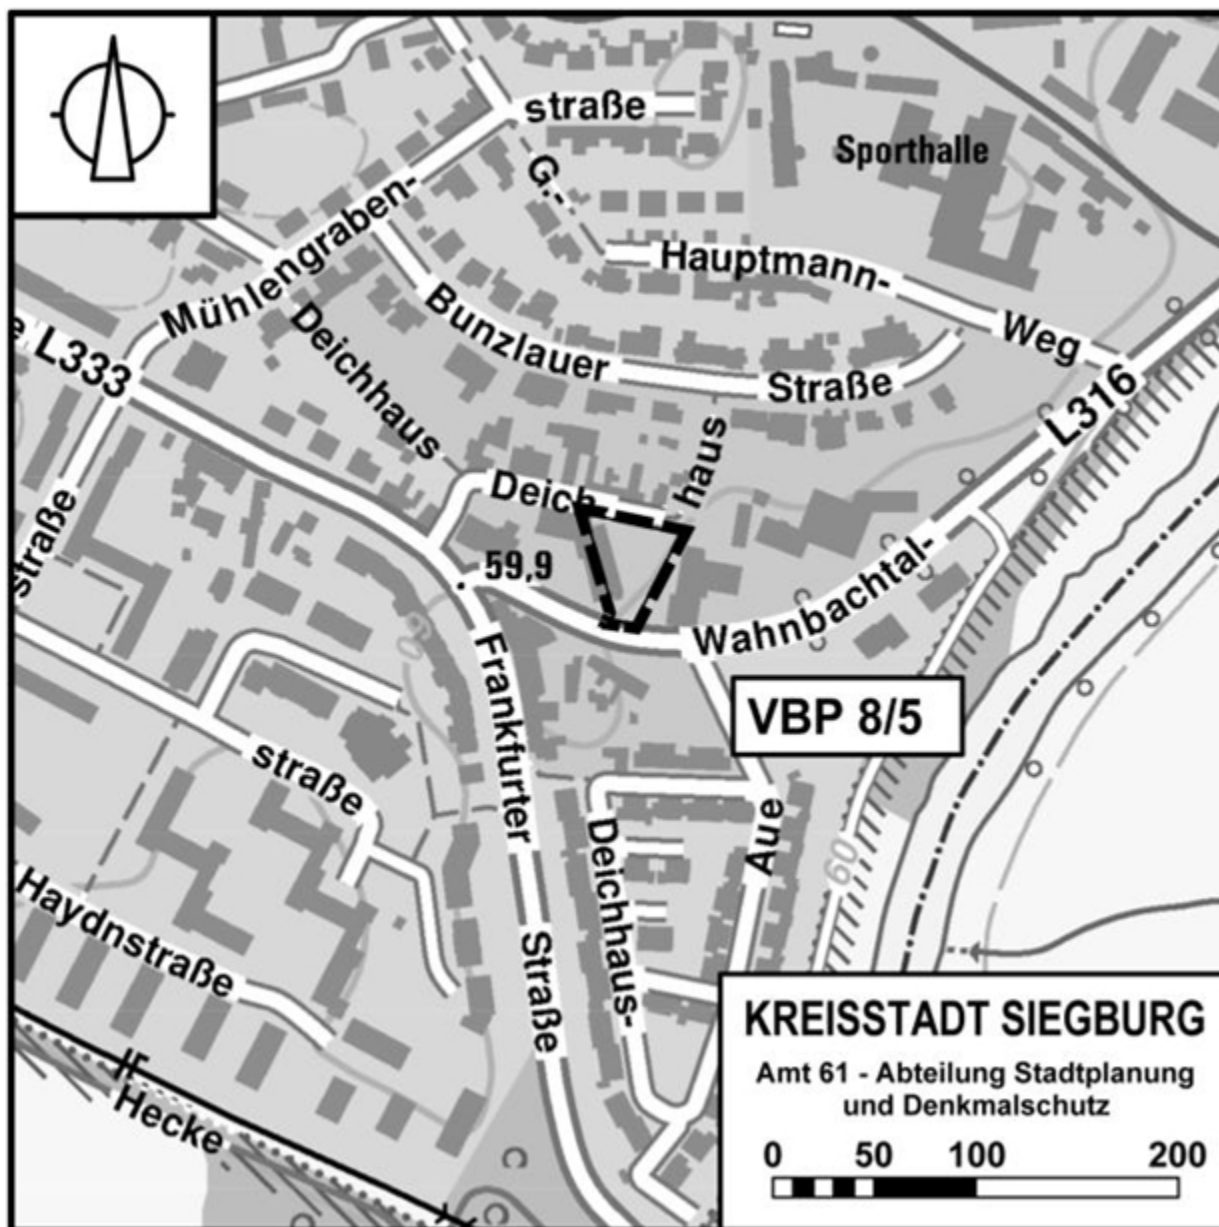 straße
Sporthalle
G.-
Hauptmann-
Weg
Mühlengraben-
Bunzlauer
Straße
Deichhaus
e L333
L316
haus
Deich
straße
59,9
Wahnbachtal-
VBP 8/5
Frankfurter
Straße
60
straße
Deichhaus-
Aue
60
Haydnstraße
Hecke
KREISSTADT SIEGBURG
Amt 61 - Abteilung Stadtplanung
und Denkmalschutz
0 50 100 200